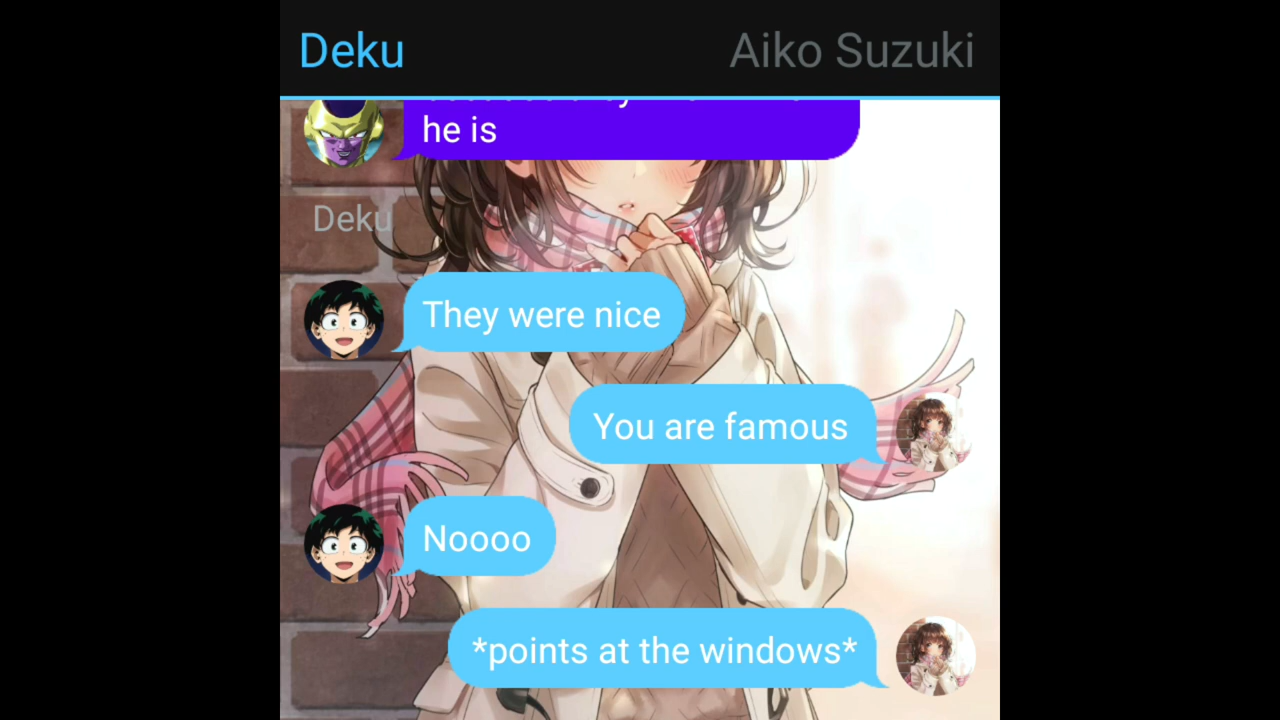 Deku
Aiko Suzuki
he is
Deku
They were nice
You are famous
Noooo
*points at the windows*